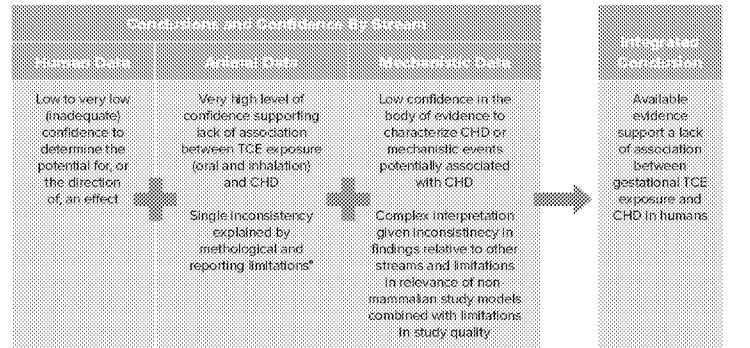 Conclusions and Confidence By Stream
Human Data
Low to very low
(inadequate)
confidence to
determine the
potential for, or
the direction
of, an effect
Animal Data
Very high level of
confidence supporting
lack of association
between TCE exposure
(oral and inhalation)
and CHD
Single inconsistency
explained by
methological and
reporting limitations*
Mechanistic Data
Low confidence in the
body of evidence to
characterize CHD or
mechanistic events
potentially associated
with CHD
Complex interpretation
given inconsistinecy in
findings relative to other
streams and limitations
in relevance of non-
mammalian study models
combined with limitations
in study quality
Integrated
Conclusion
Available
evidence
support a lack
of association
between
gestational TCE
exposure and
CHD in humans